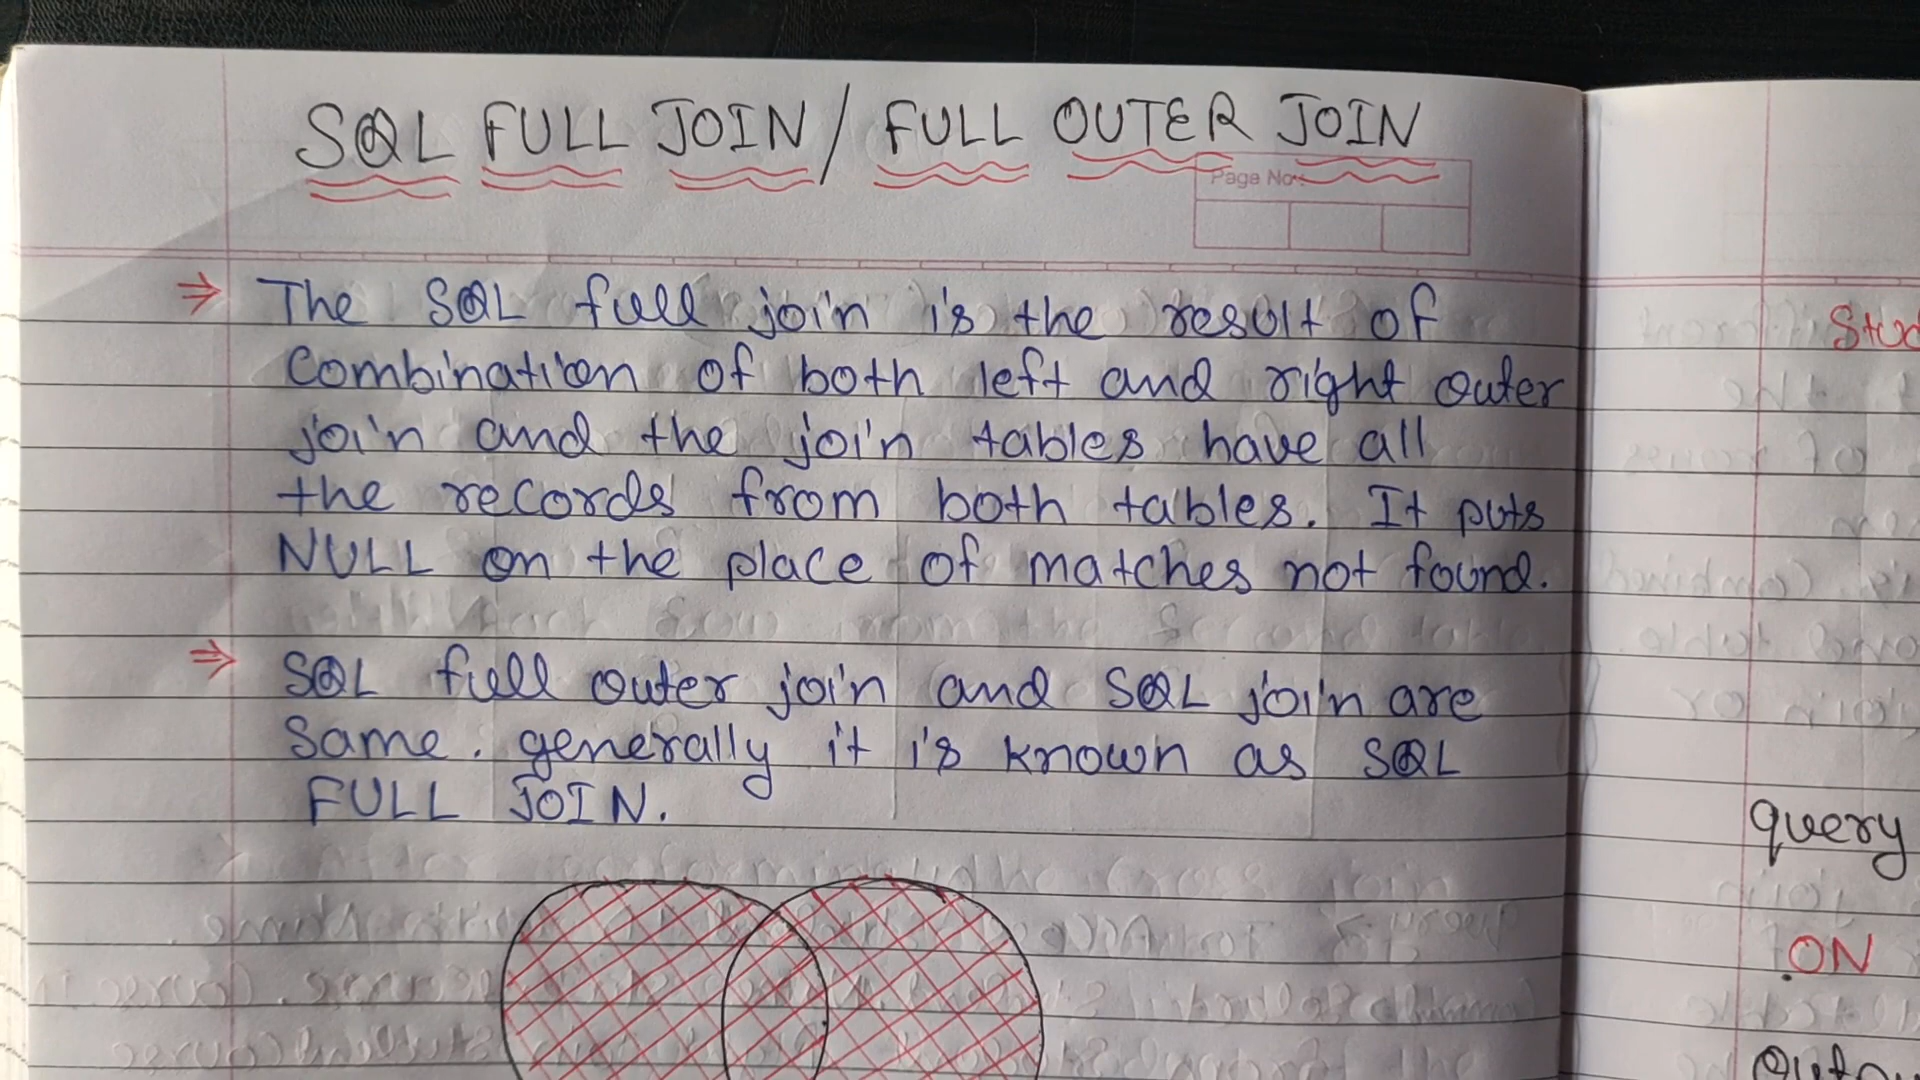 SQL FULL JOIN / FULL OUTER JOIN
Page No.
⇒ The SQL full join is the result of
combination of both left and right outer
join and the join tables have all
the records from both tables. It puts
NULL on the place of matches not found.
⇒ SQL full outer join and SQL join are
same. generally it is known as SQL
FULL JOIN.
Stud
query
ON